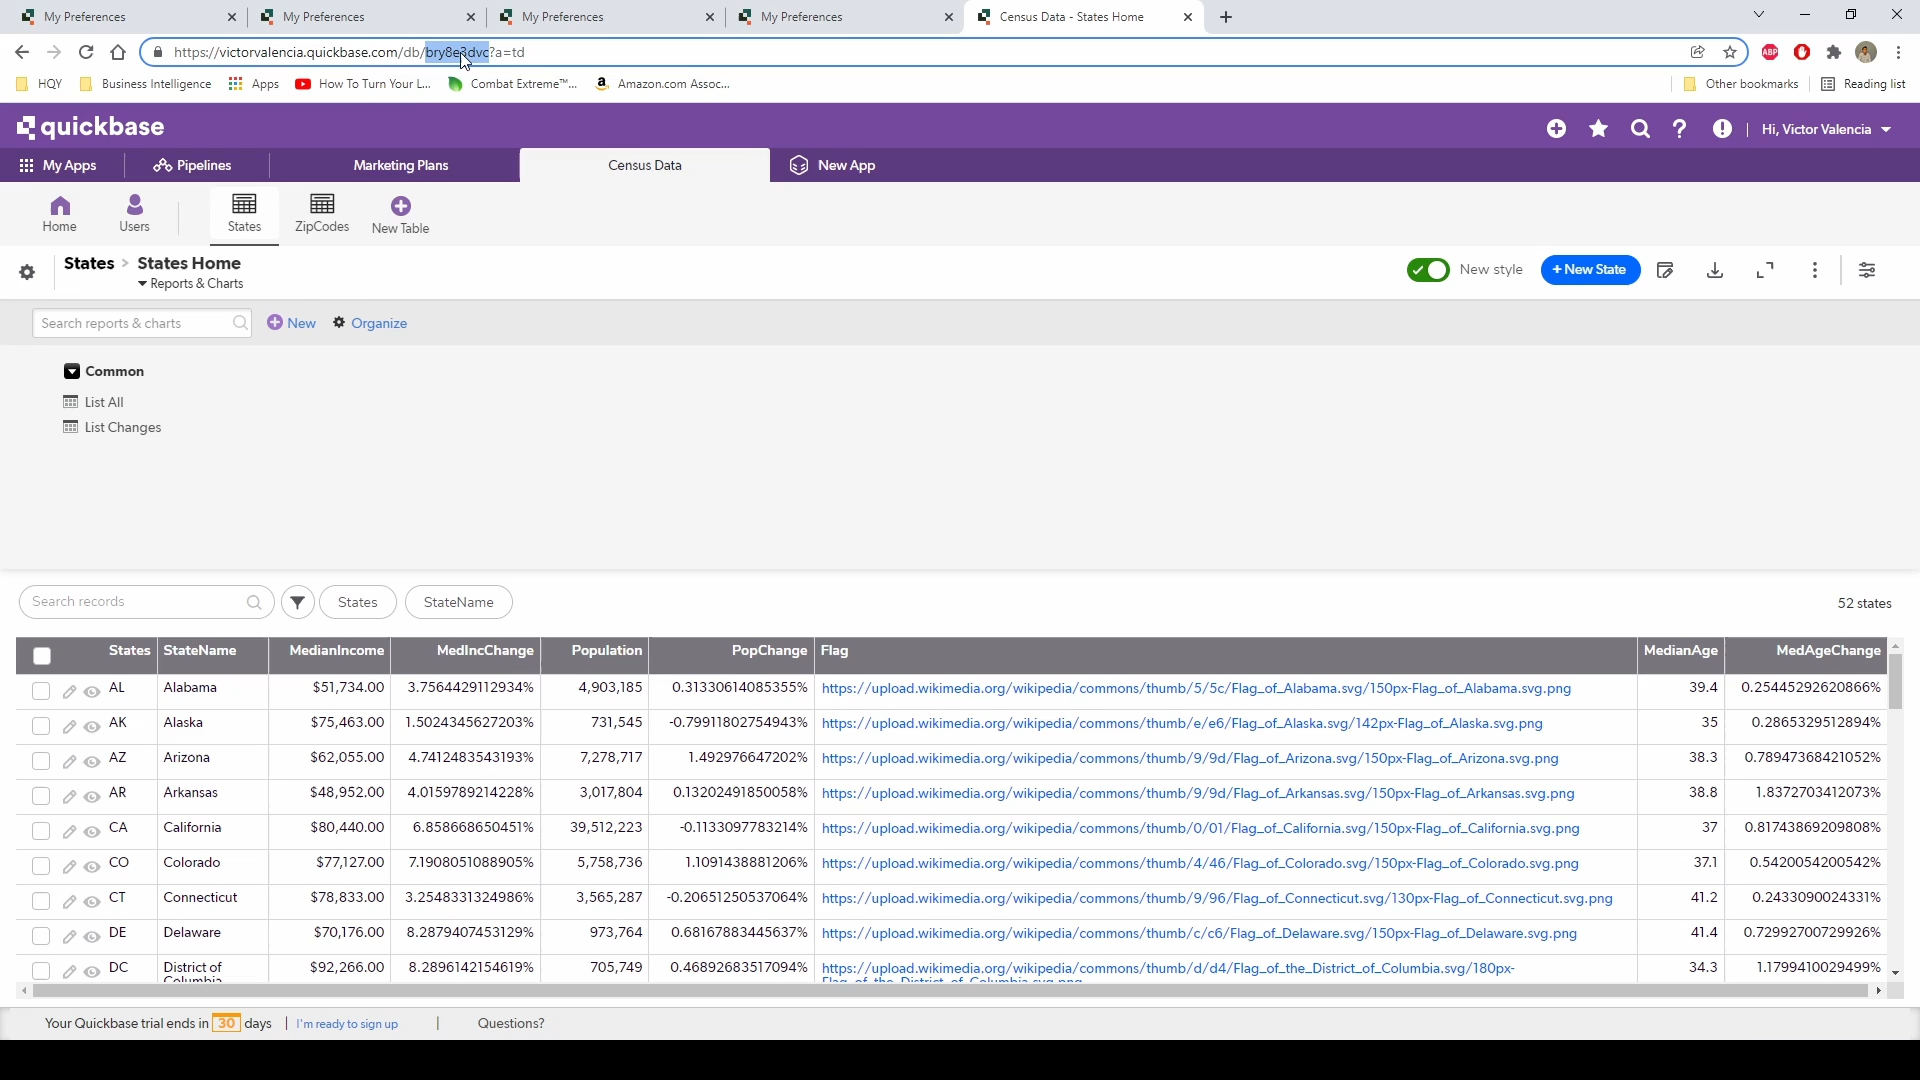 My Preferences
My Preferences
My Preferences
My Preferences
Census Data - States Home
https://victorvalencia.quickbase.com/db/bry8e3dvc?a=td
ABP
HQY
Business Intelligence
Apps
How To Turn Your L...
Combat Extreme™...
Amazon.com Assoc...
Other bookmarks
Reading list
quickbase
Hi, Victor Valencia
My Apps
Pipelines
Marketing Plans
Census Data
New App
Home
Users
States
ZipCodes
New Table
States > States Home
Reports & Charts
New style
+ New State
Search reports & charts
New
Organize
Common
List All
List Changes
Search records
States
StateName
52 states
States StateName MedianIncome MedIncChange Population PopChange Flag MedianAge MedAgeChange
AL Alabama $51,734.00 3.7564429112934% 4,903,185 0.31330614085355% https://upload.wikimedia.org/wikipedia/commons/thumb/5/5c/Flag_of_Alabama.svg/150px-Flag_of_Alabama.svg.png 39.4 0.25445292620866%
AK Alaska $75,463.00 1.5024345627203% 731,545 -0.79911802754943% https://upload.wikimedia.org/wikipedia/commons/thumb/e/e6/Flag_of_Alaska.svg/142px-Flag_of_Alaska.svg.png 35 0.2865329512894%
AZ Arizona $62,055.00 4.7412483543193% 7,278,717 1.492976647202% https://upload.wikimedia.org/wikipedia/commons/thumb/9/9d/Flag_of_Arizona.svg/150px-Flag_of_Arizona.svg.png 38.3 0.78947368421052%
AR Arkansas $48,952.00 4.0159789214228% 3,017,804 0.13202491850058% https://upload.wikimedia.org/wikipedia/commons/thumb/9/9d/Flag_of_Arkansas.svg/150px-Flag_of_Arkansas.svg.png 38.8 1.8372703412073%
CA California $80,440.00 6.858668650451% 39,512,223 -0.1133097783214% https://upload.wikimedia.org/wikipedia/commons/thumb/0/01/Flag_of_California.svg/150px-Flag_of_California.svg.png 37 0.81743869209808%
CO Colorado $77,127.00 7.1908051088905% 5,758,736 1.1091438881206% https://upload.wikimedia.org/wikipedia/commons/thumb/4/46/Flag_of_Colorado.svg/150px-Flag_of_Colorado.svg.png 37.1 0.5420054200542%
CT Connecticut $78,833.00 3.2548331324986% 3,565,287 -0.20651250537064% https://upload.wikimedia.org/wikipedia/commons/thumb/9/96/Flag_of_Connecticut.svg/130px-Flag_of_Connecticut.svg.png 41.2 0.2433090024331%
DE Delaware $70,176.00 8.2879407453129% 973,764 0.68167883445637% https://upload.wikimedia.org/wikipedia/commons/thumb/c/c6/Flag_of_Delaware.svg/150px-Flag_of_Delaware.svg.png 41.4 0.72992700729926%
DC District of $92,266.00 8.2896142154619% 705,749 0.46892683517094% https://upload.wikimedia.org/wikipedia/commons/thumb/d/d4/Flag_of_the_District_of_Columbia.svg/180px- 34.3 1.1799410029499%
Columbia Flag_of_the_District_of_Columbia.svg.png
Your Quickbase trial ends in 30 days | I'm ready to sign up | Questions?